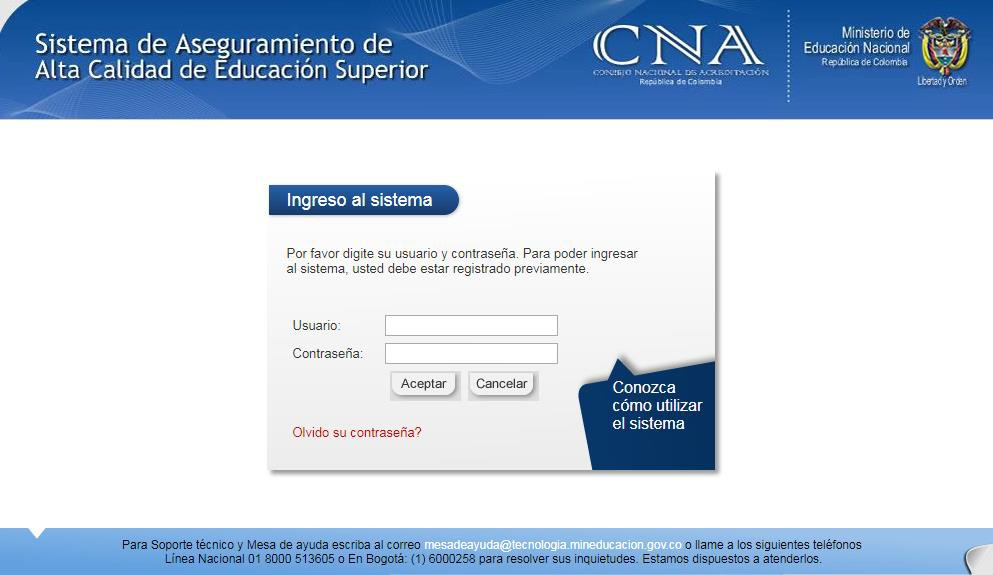 Sistema de Aseguramiento de
Alta Calidad de Educación Superior
CNA
CONSEJO NACIONAL DE ACREDITACIÓN
República de Colombia
Ministerio de
Educación Nacional
República de Colombia
Libertad y Orden
Ingreso al sistema
Por favor digite su usuario y contraseña. Para poder ingresar
al sistema, usted debe estar registrado previamente.
Usuario:
Contraseña:
Aceptar Cancelar
Olvido su contraseña?
Conozca
cómo utilizar
el sistema
Para Soporte técnico y Mesa de ayuda escriba al correo mesadeayuda@tecnologia.mineducacion.gov.co o llame a los siguientes teléfonos
Línea Nacional 01 8000 513605 o En Bogotá: (1) 6000258 para resolver sus inquietudes. Estamos dispuestos a atenderlos.